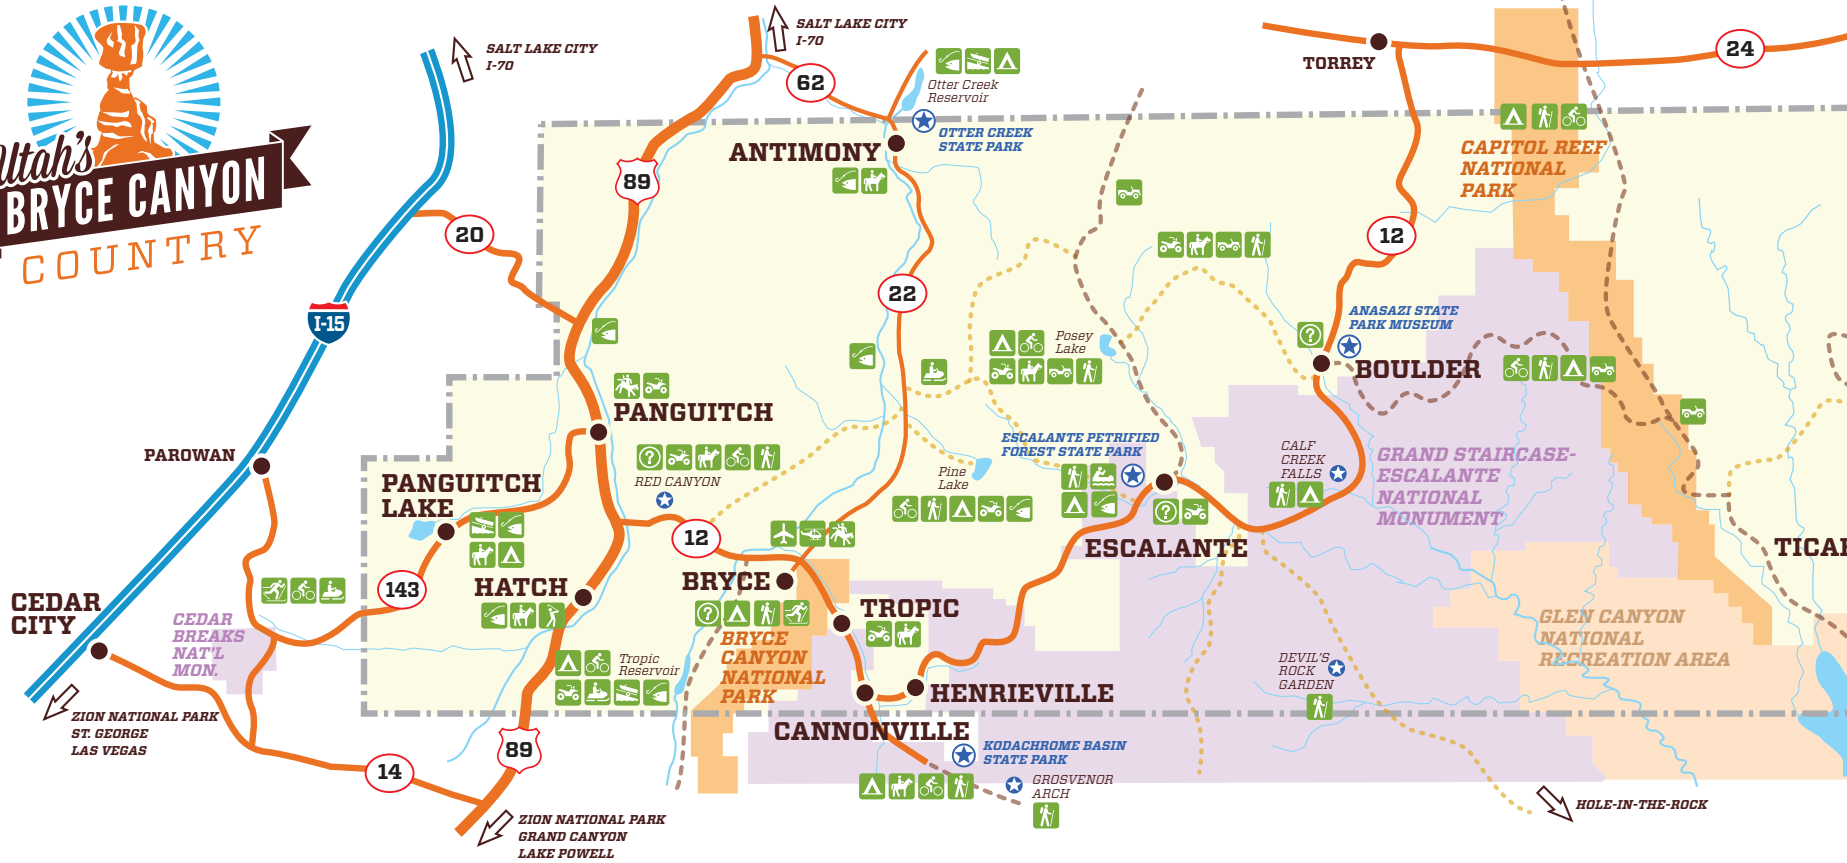 Utah's
BRYCE CANYON
COUNTRY
SALT LAKE CITY
I-70
SALT LAKE CITY
I-70
62
Otter Creek
Reservoir
OTTER CREEK
STATE PARK
ANTIMONY
TORREY
24
CAPITOL REEF
NATIONAL
PARK
89
20
12
22
I-15
ANASAZI STATE
PARK MUSEUM
?
BOULDER
Posey
Lake
PANGUITCH
PAROWAN
?
RED CANYON
PANGUITCH
LAKE
ESCALANTE PETRIFIED
FOREST STATE PARK
Pine
Lake
CALF
CREEK
FALLS
GRAND STAIRCASE-
ESCALANTE
NATIONAL
MONUMENT
?
ESCALANTE
12
143
HATCH
BRYCE
?
TROPIC
CEDAR
CITY
CEDAR
BREAKS
NAT'L
MON.
BRYCE
CANYON
NATIONAL
PARK
Tropic
Reservoir
GLEN CANYON
NATIONAL
RECREATION AREA
DEVIL'S
ROCK
GARDEN
HENRIEVILLE
CANNONVILLE
ZION NATIONAL PARK
ST. GEORGE
LAS VEGAS
89
14
KODACHROME BASIN
STATE PARK
GROSVENOR
ARCH
HOLE-IN-THE-ROCK
ZION NATIONAL PARK
GRAND CANYON
LAKE POWELL